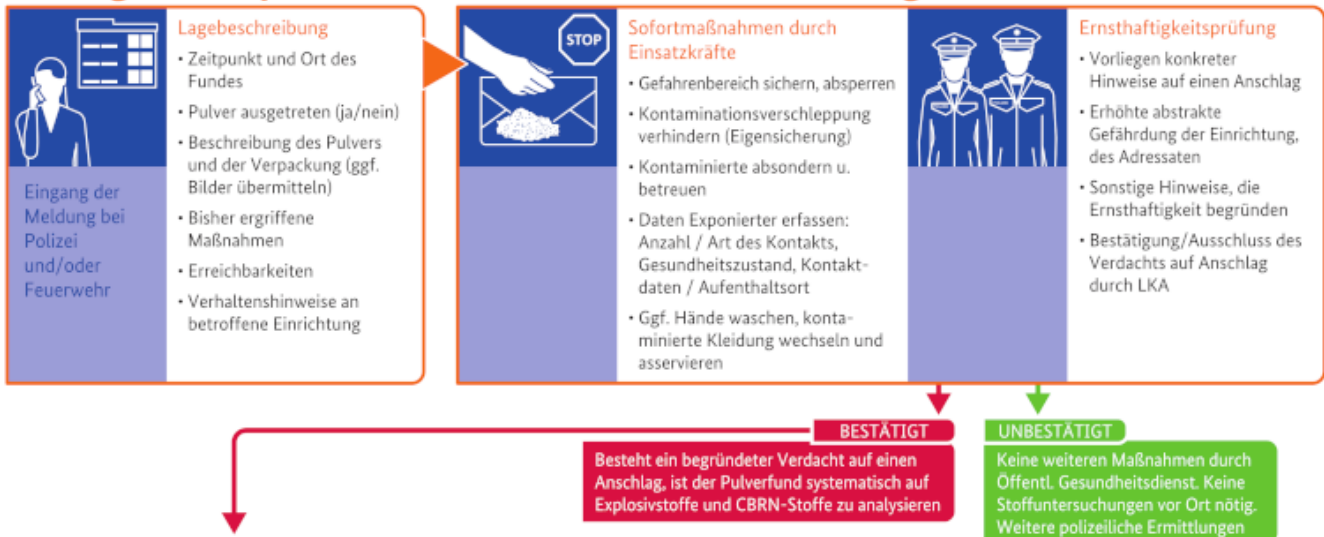 Eingang der
Meldung bei
Polizei
und/oder
Feuerwehr
Lagebeschreibung
• Zeitpunkt und Ort des
Fundes
• Pulver ausgetreten (ja/nein)
• Beschreibung des Pulvers
und der Verpackung (ggf.
Bilder übermitteln)
• Bisher ergriffene
Maßnahmen
• Erreichbarkeiten
• Verhaltenshinweise an
betroffene Einrichtung
STOP
Sofortmaßnahmen durch
Einsatzkräfte
• Gefahrenbereich sichern, absperren
• Kontaminationsverschleppung
verhindern (Eigensicherung)
• Kontaminierte absondern u.
betreuen
• Daten Exponierter erfassen:
Anzahl / Art des Kontakts,
Gesundheitszustand, Kontakt-
daten / Aufenthaltsort
• Ggf. Hände waschen, konta-
minierte Kleidung wechseln und
asservieren
Ernsthaftigkeitsprüfung
• Vorliegen konkreter
Hinweise auf einen Anschlag
• Erhöhte abstrakte
Gefährdung der Einrichtung,
des Adressaten
• Sonstige Hinweise, die
Ernsthaftigkeit begründen
• Bestätigung/Ausschluss des
Verdachts auf Anschlag
durch LKA
BESTÄTIGT
Besteht ein begründeter Verdacht auf einen
Anschlag, ist der Pulverfund systematisch auf
Explosivstoffe und CBRN-Stoffe zu analysieren
UNBESTÄTIGT
Keine weiteren Maßnahmen durch
Öffentl. Gesundheitsdienst. Keine
Stoffuntersuchungen vor Ort nötig.
Weitere polizeiliche Ermittlungen